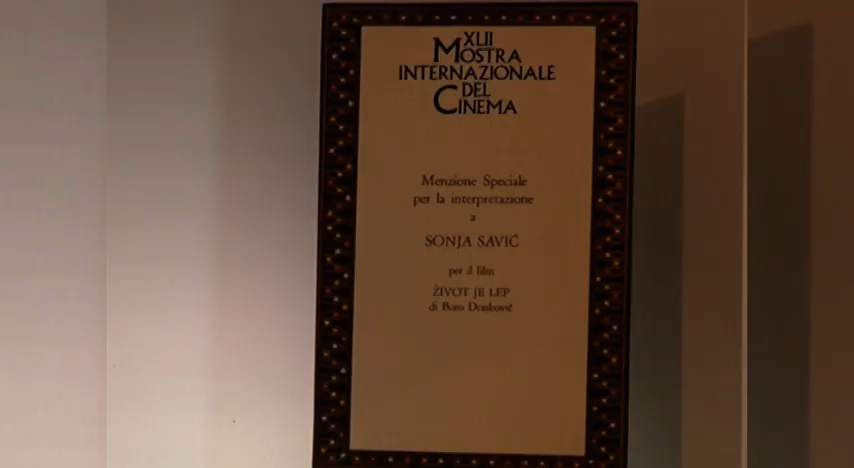 XLII
MOSTRA
INTERNAZIONALE
DEL
CINEMA
Menzione Speciale
per la interpretazione
a
SONJA SAVIĆ
per il film
ŽIVOT JE LEP
di Boro Drašković